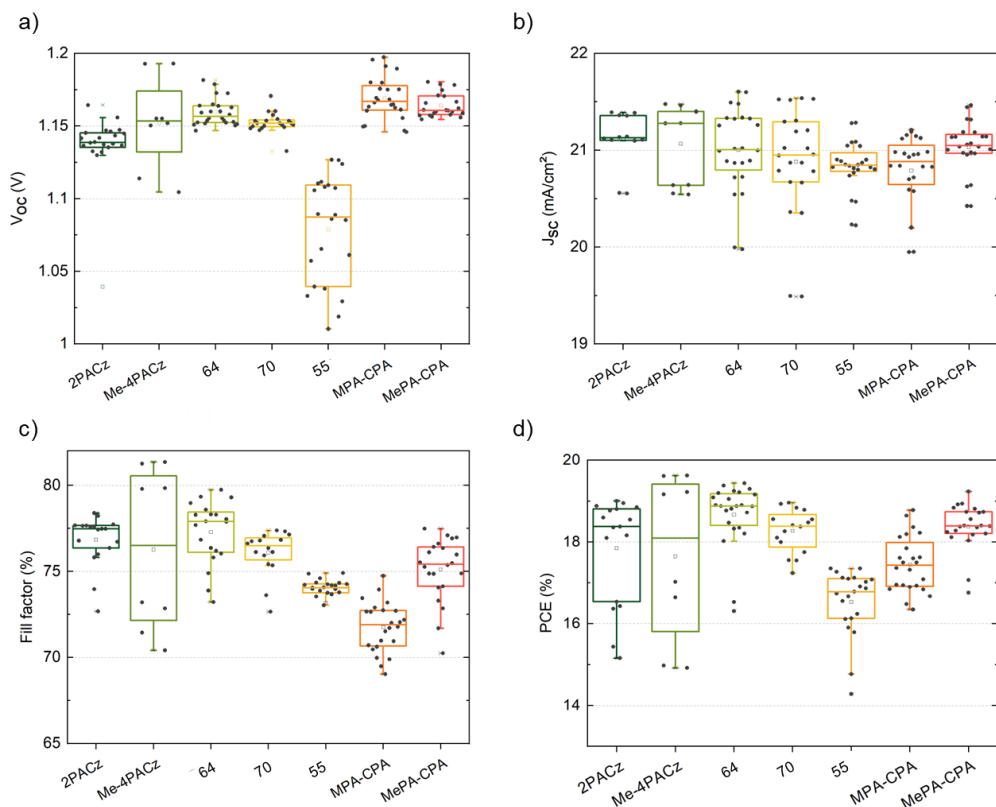 a)
V_OC (V)
1.2
1.15
1.1
1.05
1
2PACz
Me-4PACz
64
70
55
MPA-CPA
MePA-CPA
b)
J_SC (mA/cm²)
22
21
20
19
2PACz
Me-4PACz
64
70
55
MPA-CPA
MePA-CPA
c)
Fill factor (%)
80
75
70
65
2PACz
Me-4PACz
64
70
55
MPA-CPA
MePA-CPA
d)
PCE (%)
20
18
16
14
2PACz
Me-4PACz
64
70
55
MPA-CPA
MePA-CPA